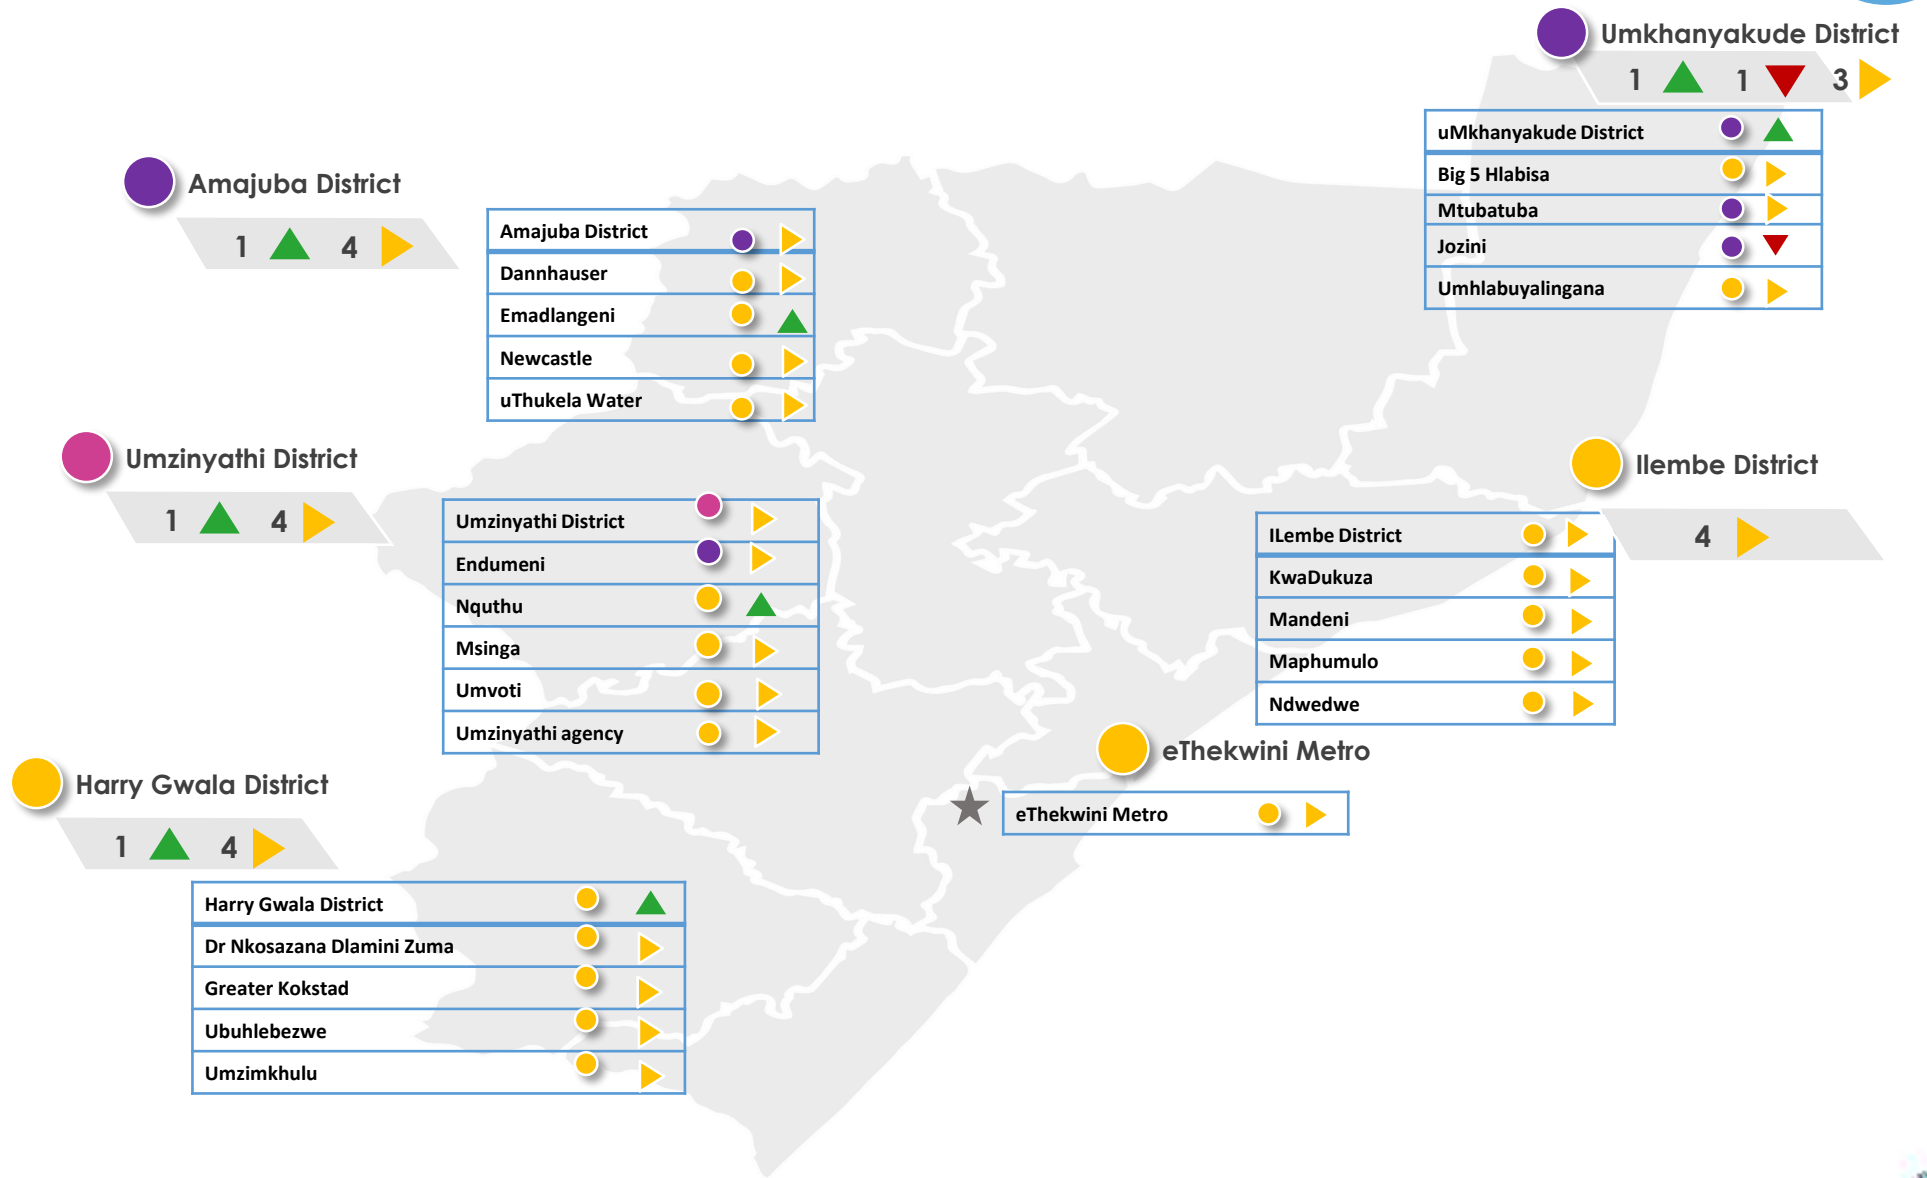 Umkhanyakude District
1 1 3
uMkhanyakude District
Big 5 Hlabisa
Mtubatuba
Jozini
Umhlabuyalingana
Amajuba District
1 4
Amajuba District
Dannhauser
Emadlangeni
Newcastle
uThukela Water
Umzinyathi District
1 4
Umzinyathi District
Endumeni
Nquthu
Msinga
Umvoti
Umzinyathi agency
Ilembe District
4
ILembe District
KwaDukuza
Mandeni
Maphumulo
Ndwedwe
eThekwini Metro
eThekwini Metro
Harry Gwala District
1 4
Harry Gwala District
Dr Nkosazana Dlamini Zuma
Greater Kokstad
Ubuhlebezwe
Umzimkhulu